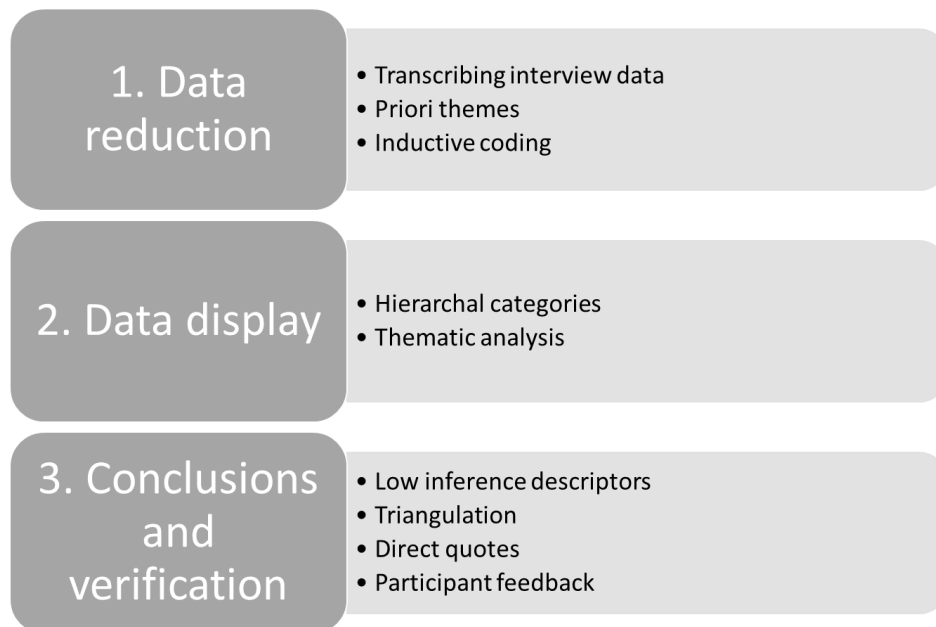 1. Data
reduction
• Transcribing interview data
• Priori themes
• Inductive coding
2. Data display
• Hierarchal categories
• Thematic analysis
3. Conclusions
and
verification
• Low inference descriptors
• Triangulation
• Direct quotes
• Participant feedback